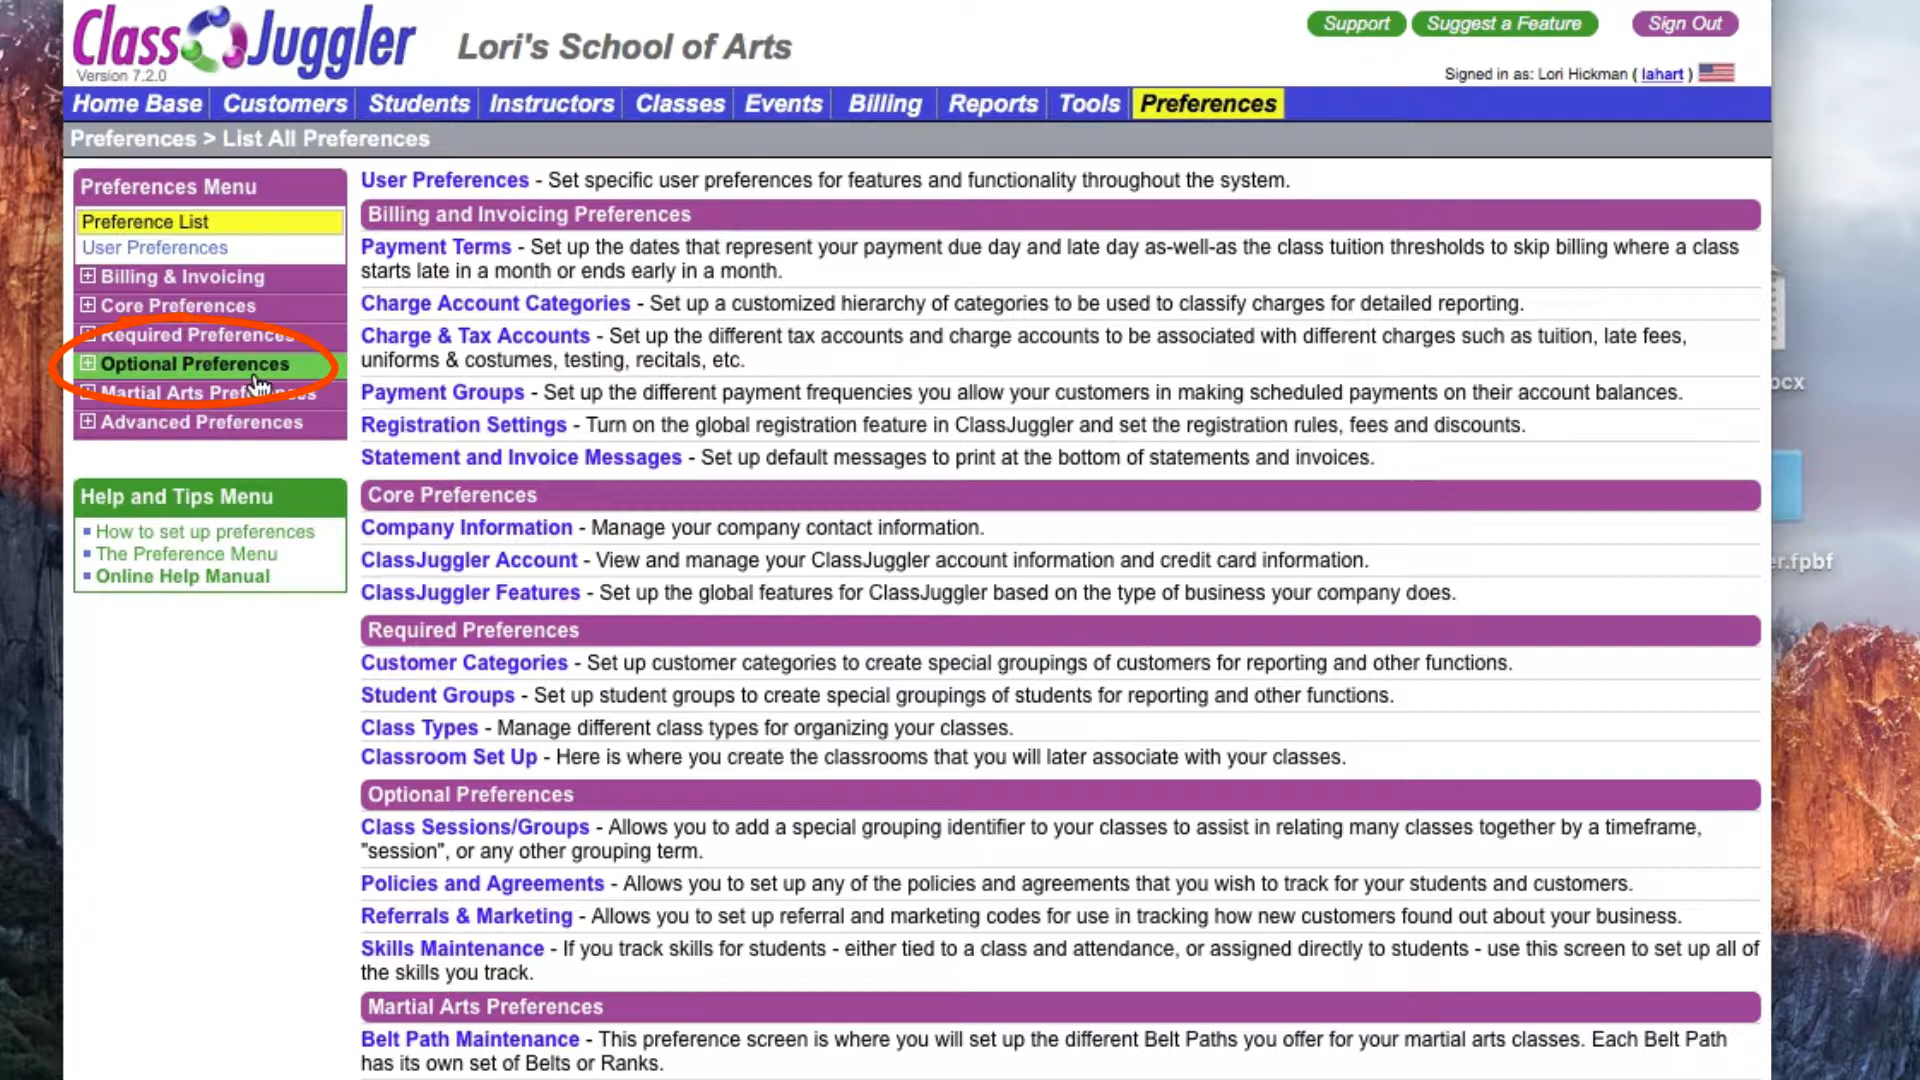 Class Juggler
Version 7.2.0
Lori's School of Arts
Support
Suggest a Feature
Sign Out
Signed in as: Lori Hickman ( lahart )
Home Base
Customers
Students
Instructors
Classes
Events
Billing
Reports
Tools
Preferences
Preferences > List All Preferences
Preferences Menu
Preference List
User Preferences
Billing & Invoicing
Core Preferences
Required Preferences
Optional Preferences
Martial Arts Preferences
Advanced Preferences
Help and Tips Menu
How to set up preferences
The Preference Menu
Online Help Manual
User Preferences - Set specific user preferences for features and functionality throughout the system.
Billing and Invoicing Preferences
Payment Terms - Set up the dates that represent your payment due day and late day as-well-as the class tuition thresholds to skip billing where a class
starts late in a month or ends early in a month.
Charge Account Categories - Set up a customized hierarchy of categories to be used to classify charges for detailed reporting.
Charge & Tax Accounts - Set up the different tax accounts and charge accounts to be associated with different charges such as tuition, late fees,
uniforms & costumes, testing, recitals, etc.
Payment Groups - Set up the different payment frequencies you allow your customers in making scheduled payments on their account balances.
Registration Settings - Turn on the global registration feature in ClassJuggler and set the registration rules, fees and discounts.
Statement and Invoice Messages - Set up default messages to print at the bottom of statements and invoices.
Core Preferences
Company Information - Manage your company contact information.
ClassJuggler Account - View and manage your ClassJuggler account information and credit card information.
ClassJuggler Features - Set up the global features for ClassJuggler based on the type of business your company does.
Required Preferences
Customer Categories - Set up customer categories to create special groupings of customers for reporting and other functions.
Student Groups - Set up student groups to create special groupings of students for reporting and other functions.
Class Types - Manage different class types for organizing your classes.
Classroom Set Up - Here is where you create the classrooms that you will later associate with your classes.
Optional Preferences
Class Sessions/Groups - Allows you to add a special grouping identifier to your classes to assist in relating many classes together by a timeframe,
"session", or any other grouping term.
Policies and Agreements - Allows you to set up any of the policies and agreements that you wish to track for your students and customers.
Referrals & Marketing - Allows you to set up referral and marketing codes for use in tracking how new customers found out about your business.
Skills Maintenance - If you track skills for students - either tied to a class and attendance, or assigned directly to students - use this screen to set up all of
the skills you track.
Martial Arts Preferences
Belt Path Maintenance - This preference screen is where you will set up the different Belt Paths you offer for your martial arts classes. Each Belt Path
has its own set of Belts or Ranks.
ocx
er.fpbf